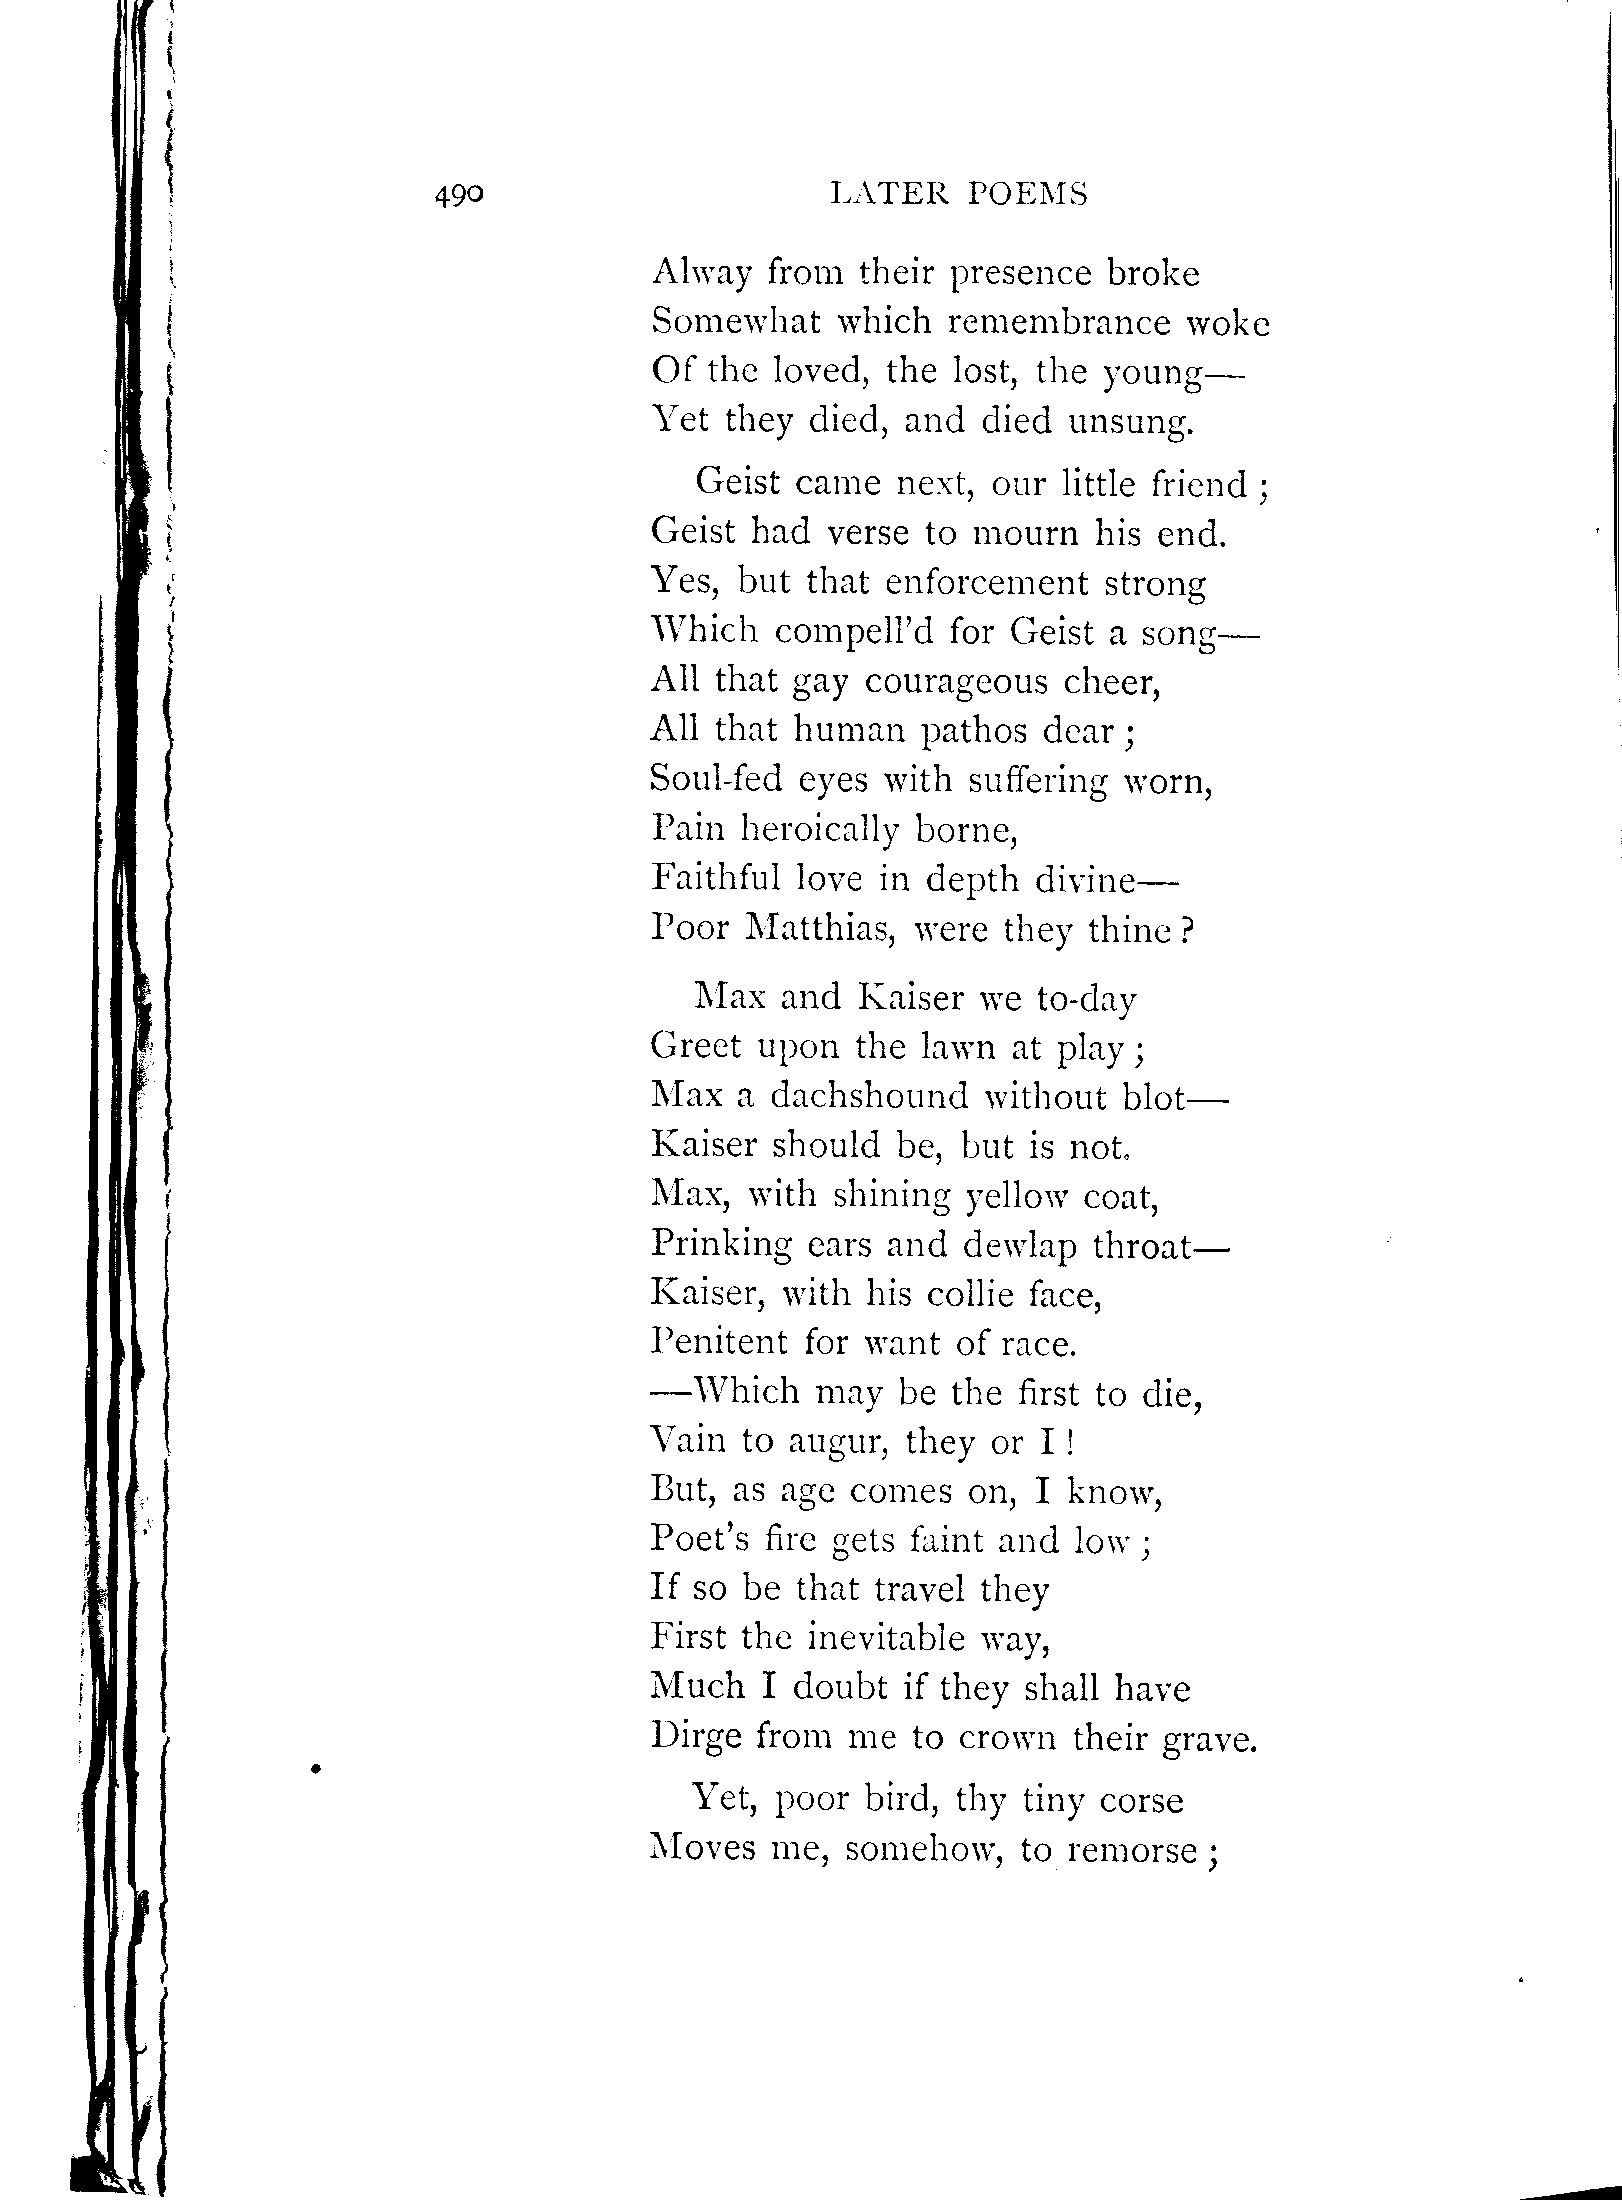 490 LATER POEMS
Alway from their presence broke
Somewhat which remembrance woke
Of the loved, the lost, the young—
Yet they died, and died unsung.
Geist came next, our little friend ;
Geist had verse to mourn his end.
Yes, but that enforcement strong
Which compell'd for Geist a song—
All that gay courageous cheer,
All that human pathos dear ;
Soul-fed eyes with suffering worn,
Pain heroically borne,
Faithful love in depth divine—
Poor Matthias, were they thine ?
Max and Kaiser we to-day
Greet upon the lawn at play ;
Max a dachshound without blot—
Kaiser should be, but is not.
Max, with shining yellow coat,
Prinking ears and dewlap throat—
Kaiser, with his collie face,
Penitent for want of race.
—Which may be the first to die,
Vain to augur, they or I !
But, as age comes on, I know,
Poet's fire gets faint and low ;
If so be that travel they
First the inevitable way,
Much I doubt if they shall have
Dirge from me to crown their grave.
Yet, poor bird, thy tiny corse
Moves me, somehow, to remorse ;